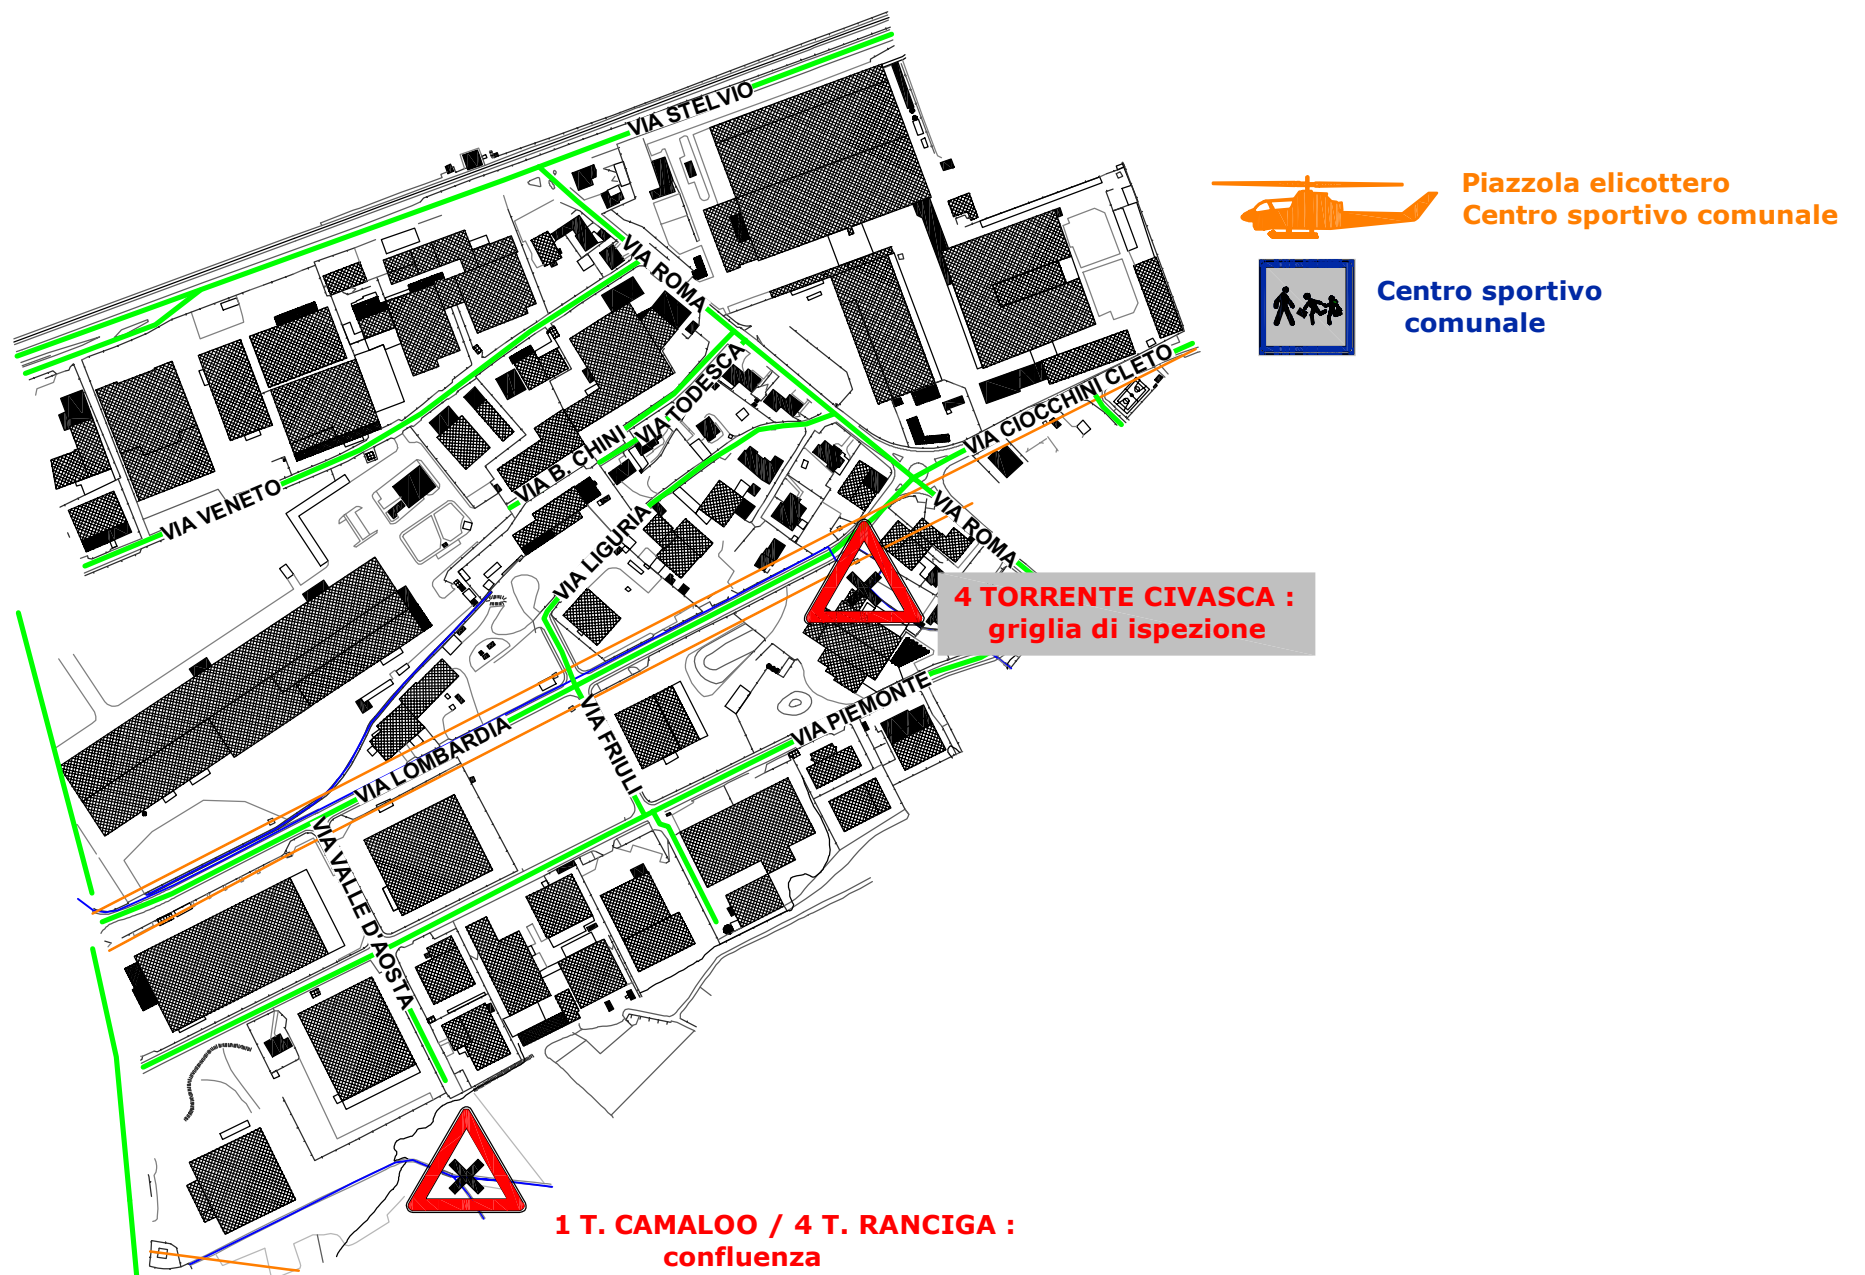 VIA STELVIO
Piazzola elicottero
Centro sportivo comunale
VIA ROMA
Centro sportivo
comunale
VIA TODESCA
VIA CIOCCHINI CLETO
VIA B. CHINI
VIA VENETO
VIA LIGURIA
VIA ROMA
4 TORRENTE CIVASCA :
griglia di ispezione
VIA PIEMONTE
VIA LOMBARDIA
VIA FRIULI
VIA VALLE D'AOSTA
1 T. CAMALOO / 4 T. RANCIGA :
confluenza